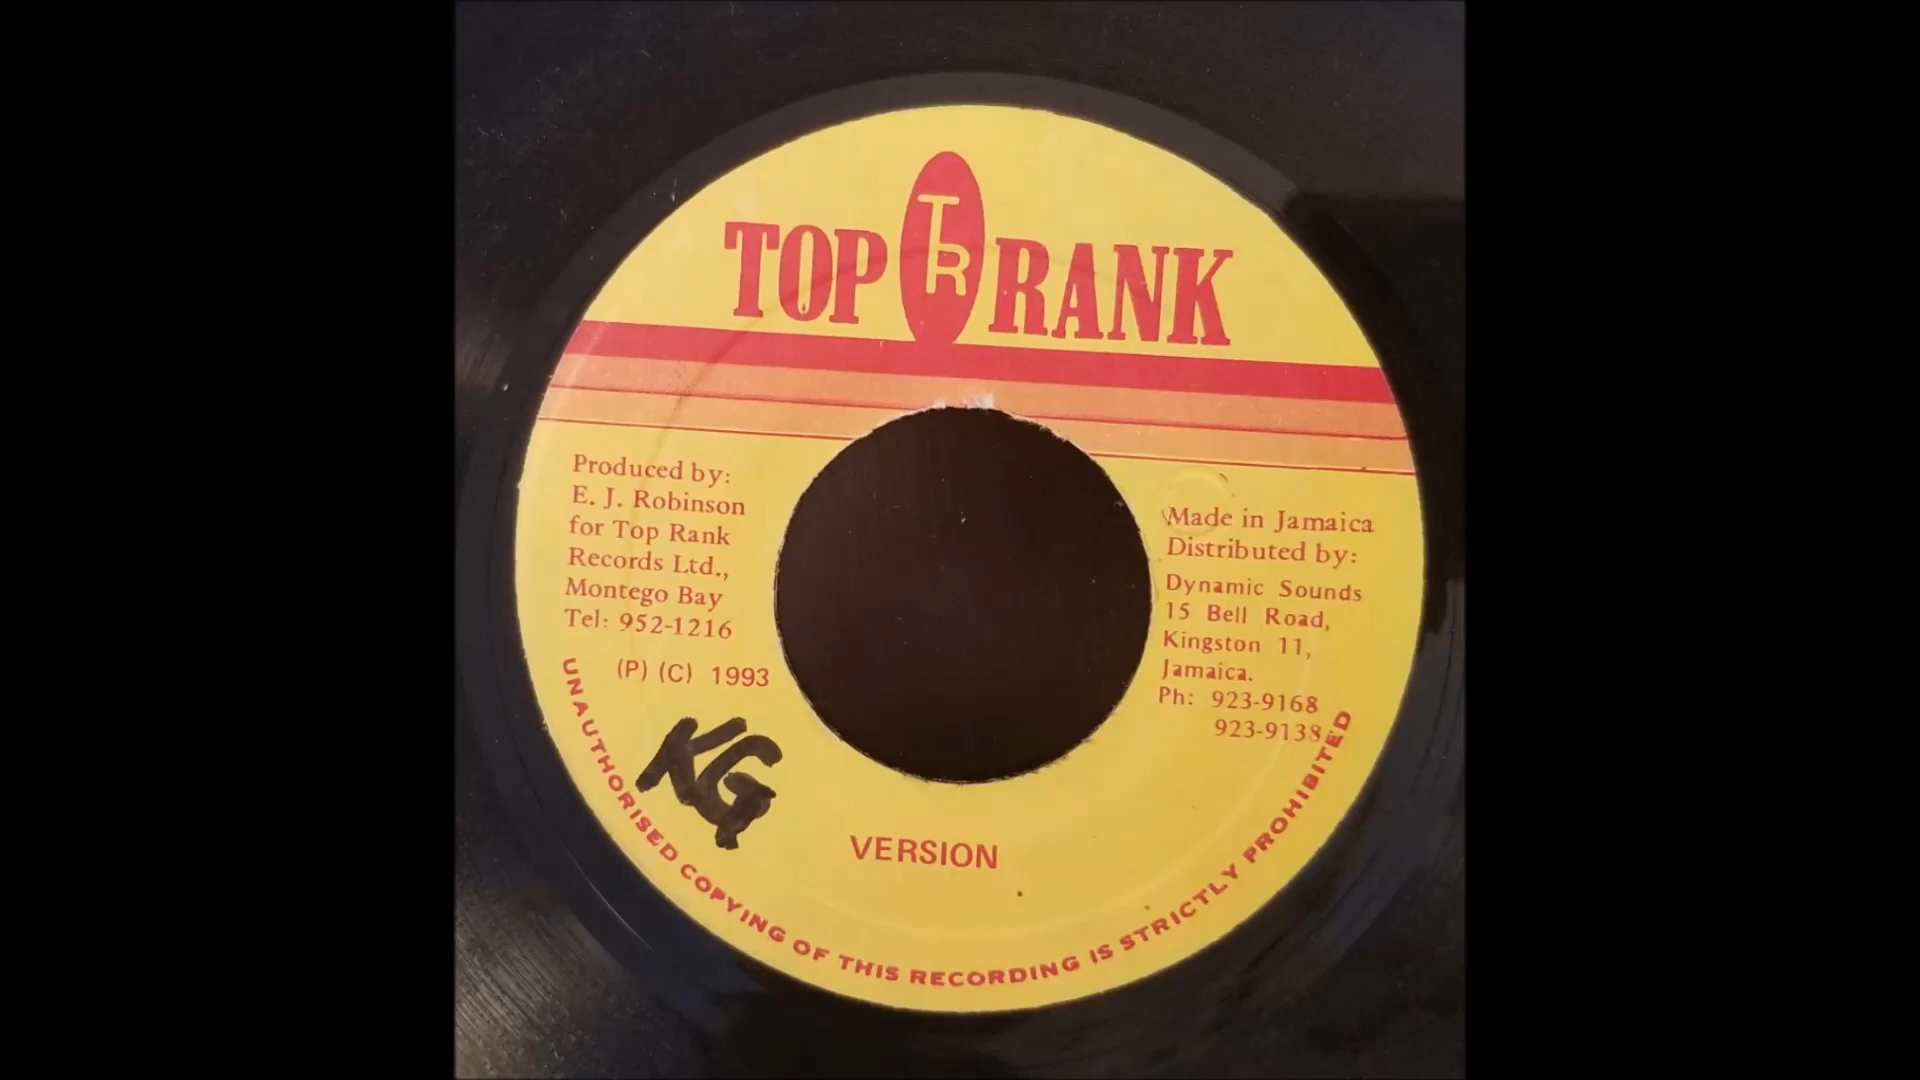 TOP TR RANK
Produced by:
E. J. Robinson
for Top Rank
Records Ltd.,
Montego Bay
Tel: 952-1216
(P) (C) 1993
Made in Jamaica
Distributed by:
Dynamic Sounds
15 Bell Road,
Kingston 11,
Jamaica.
Ph: 923-9168
923-9138
KG
VERSION
UNAUTHORISED COPYING OF THIS RECORDING IS STRICTLY PROHIBITED